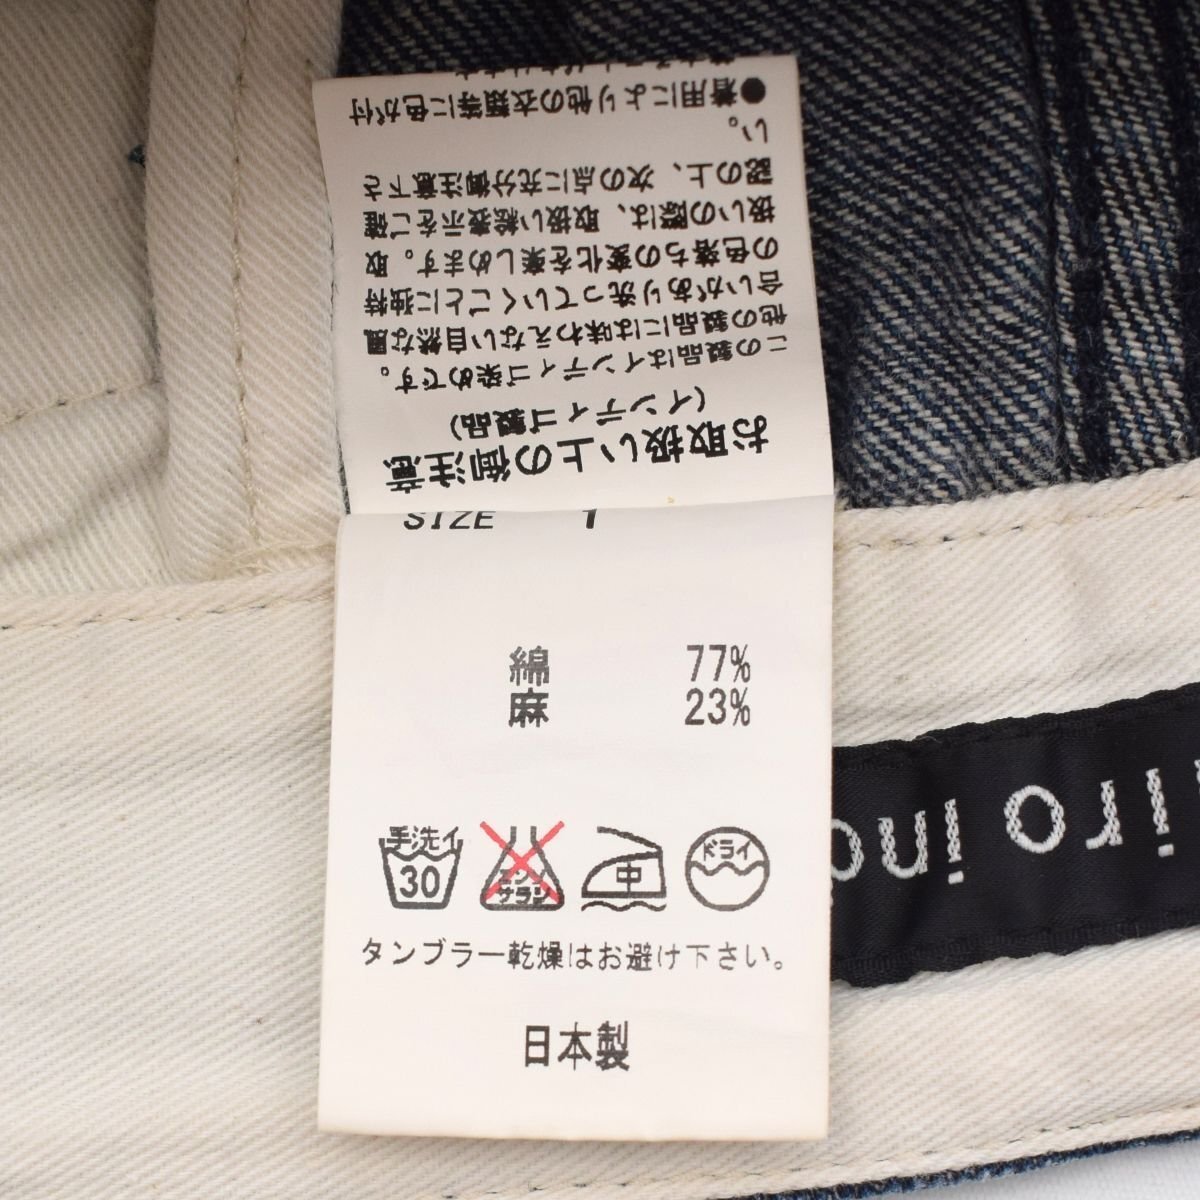 お取扱い上の御注意
(インディゴ製品)
この製品はインディゴ染めです。
他の製品には味わえない自然な風
合いがあり洗っていくごとに独特
の色落ちの変化を楽しめます。取
扱いの際は、取扱い絵表示をご確
認の上、次の点に充分御注意下さ
い。
●着用により他の衣類等に色が付
SIZE
綿 77%
麻 23%
手洗イ
30
エンソ
サラシ
中
ドライ
タンブラー乾燥はお避け下さい。
日本製
iro ino